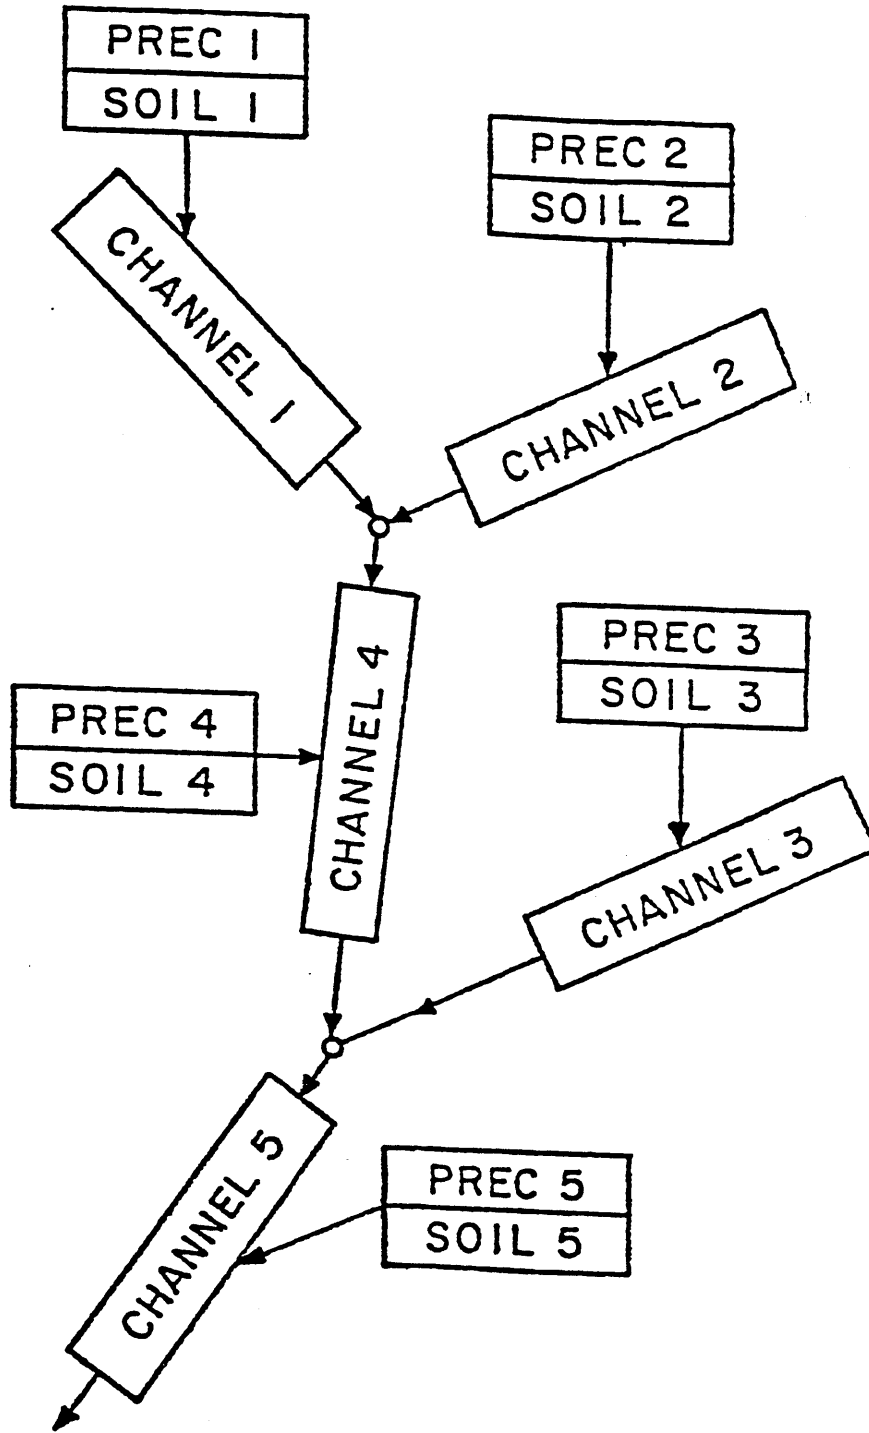 PREC 1
SOIL 1
PREC 2
SOIL 2
CHANNEL 1
CHANNEL 2
PREC 3
SOIL 3
PREC 4
SOIL 4
CHANNEL 4
CHANNEL 3
CHANNEL 5
PREC 5
SOIL 5